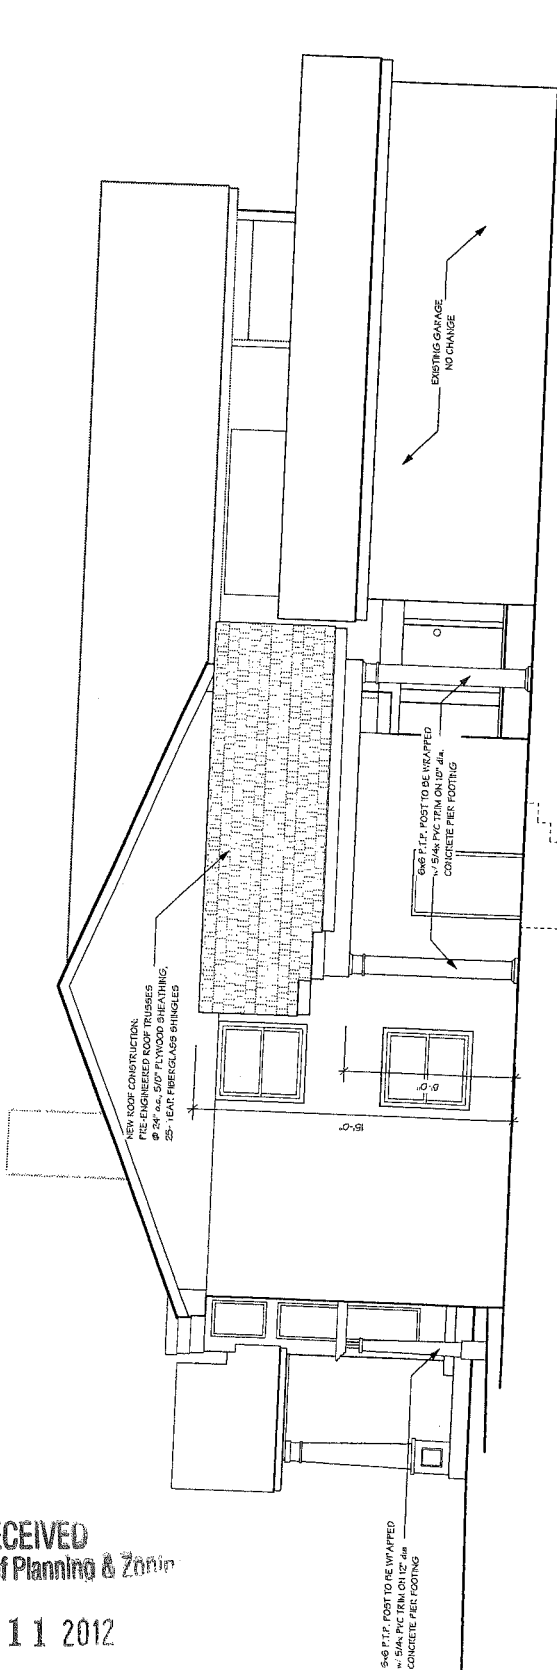 EXISTING GARAGE
NO CHANGE
6x6 P.T.P. POST TO BE WRAPPED
w/ 5/4x PVC TRIM ON 10" dia.
CONCRETE PIER FOOTING
NEW ROOF CONSTRUCTION:
PRE-ENGINEERED ROOF TRUSSES
@ 24" o.c., 5/8" PLYWOOD SHEATHING,
25- YEAR FIBERGLASS SHINGLES
8'-0"
15'-0"
6x6 P.T.P. POST TO BE WRAPPED
w/ 5/4x PVC TRIM ON 12" dia
CONCRETE PIER FOOTING
ECEIVED
f Planning & Zonin
11 2012